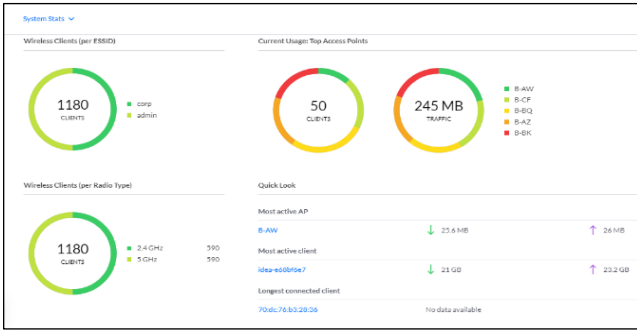 System Stats
Wireless Clients (per ESSID)
1180
CLIENTS
corp
admin
Current Usage: Top Access Points
50
CLIENTS
245 MB
TRAFFIC
B-AW
B-CF
B-BQ
B-AZ
B-BK
Wireless Clients (per Radio Type)
1180
CLIENTS
2.4 GHz 590
5 GHz 590
Quick Look
Most active AP
B-AW 25.6 MB 26 MB
Most active client
idea-e68bf6e7 21 GB 23.2 GB
Longest connected client
70:dc:76:b3:28:36 No data available